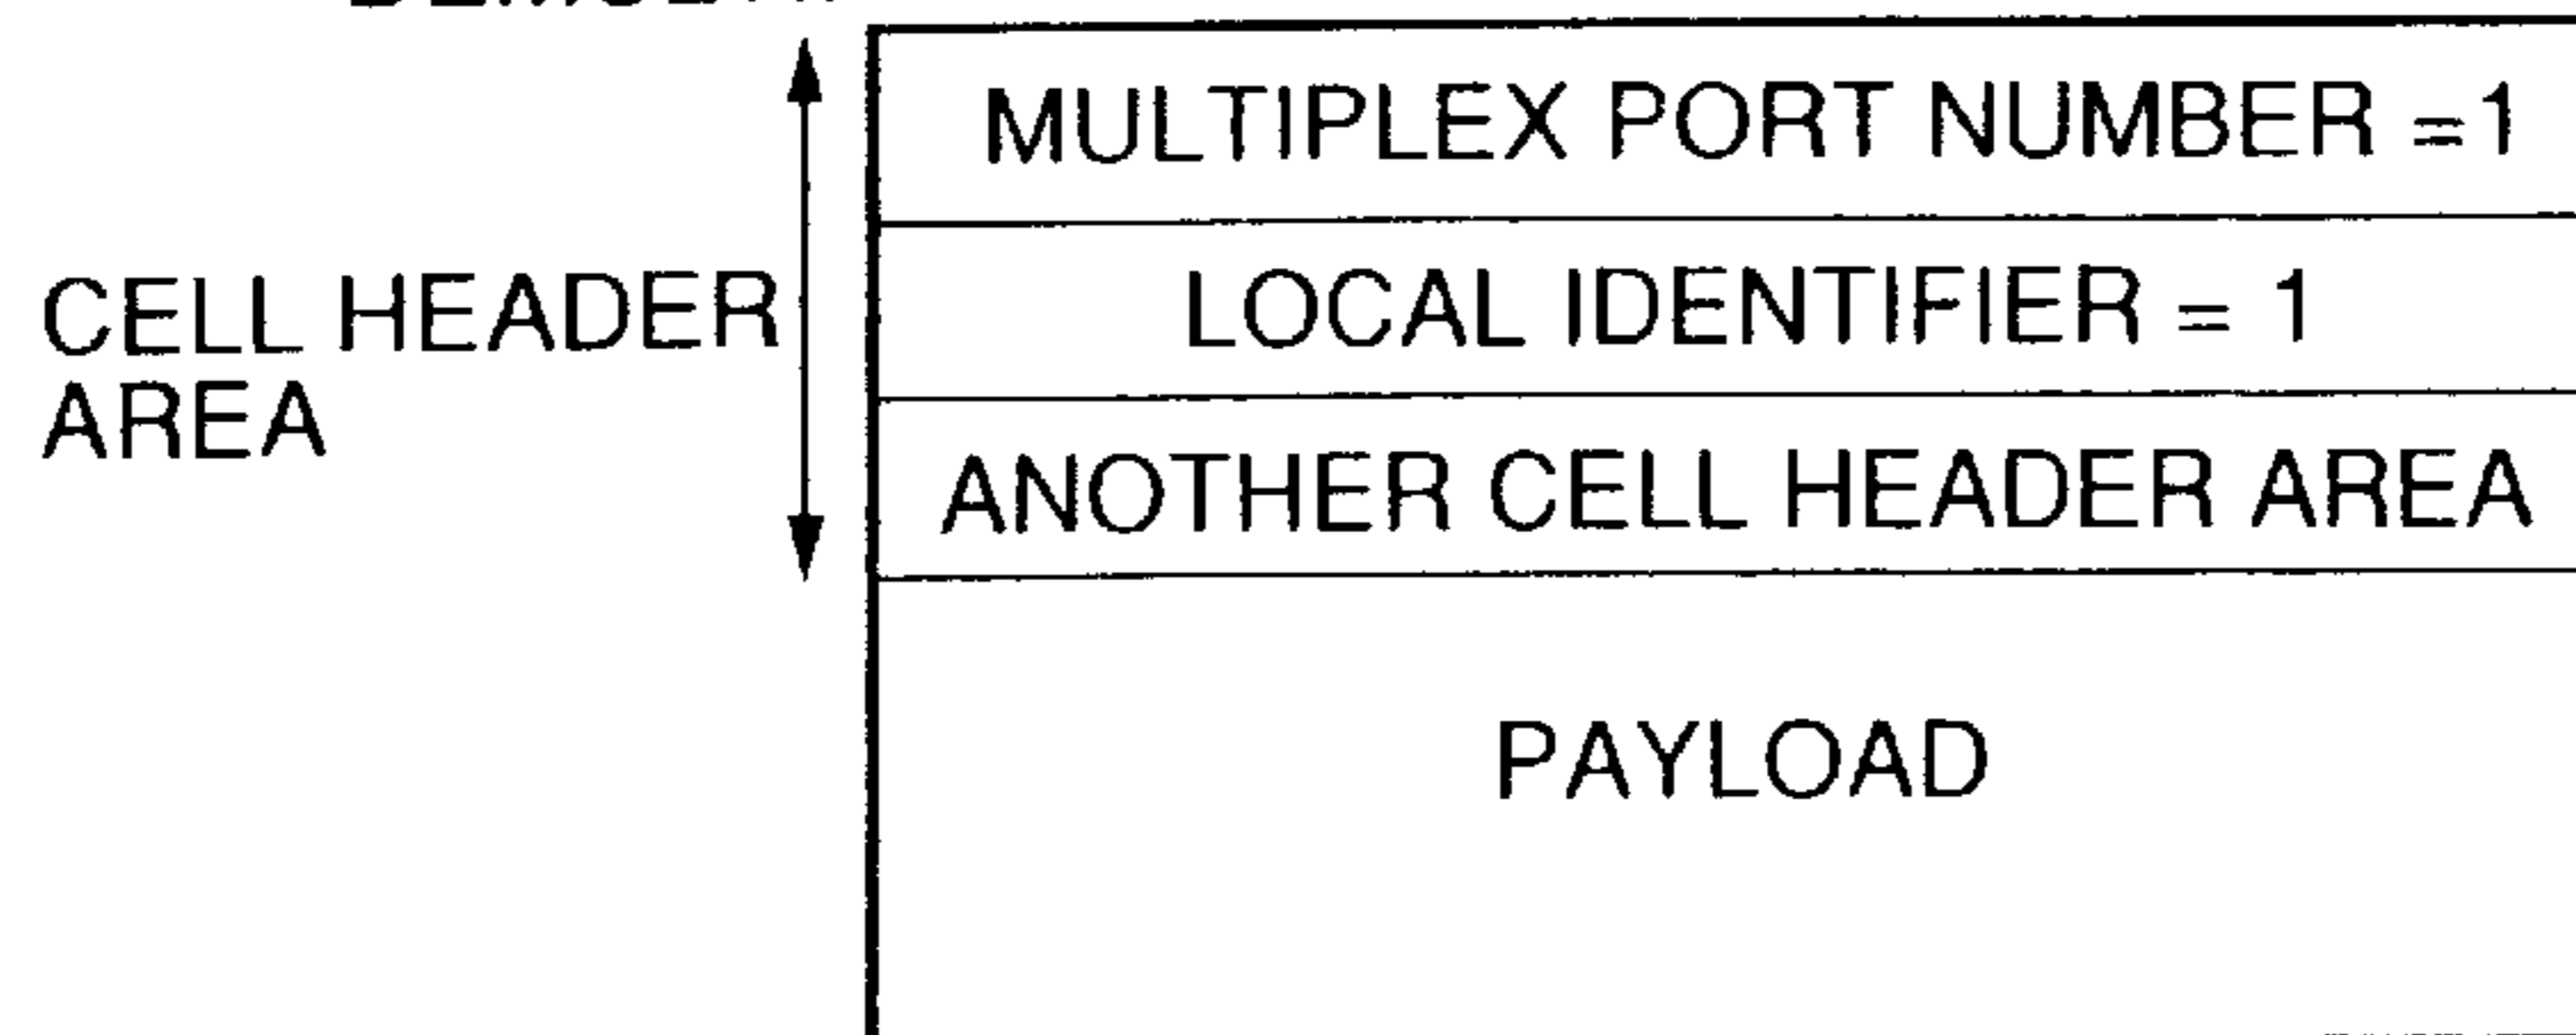 MULTIPLEX PORT NUMBER =1
LOCAL IDENTIFIER = 1
CELL HEADER
AREA
ANOTHER CELL HEADER AREA
PAYLOAD